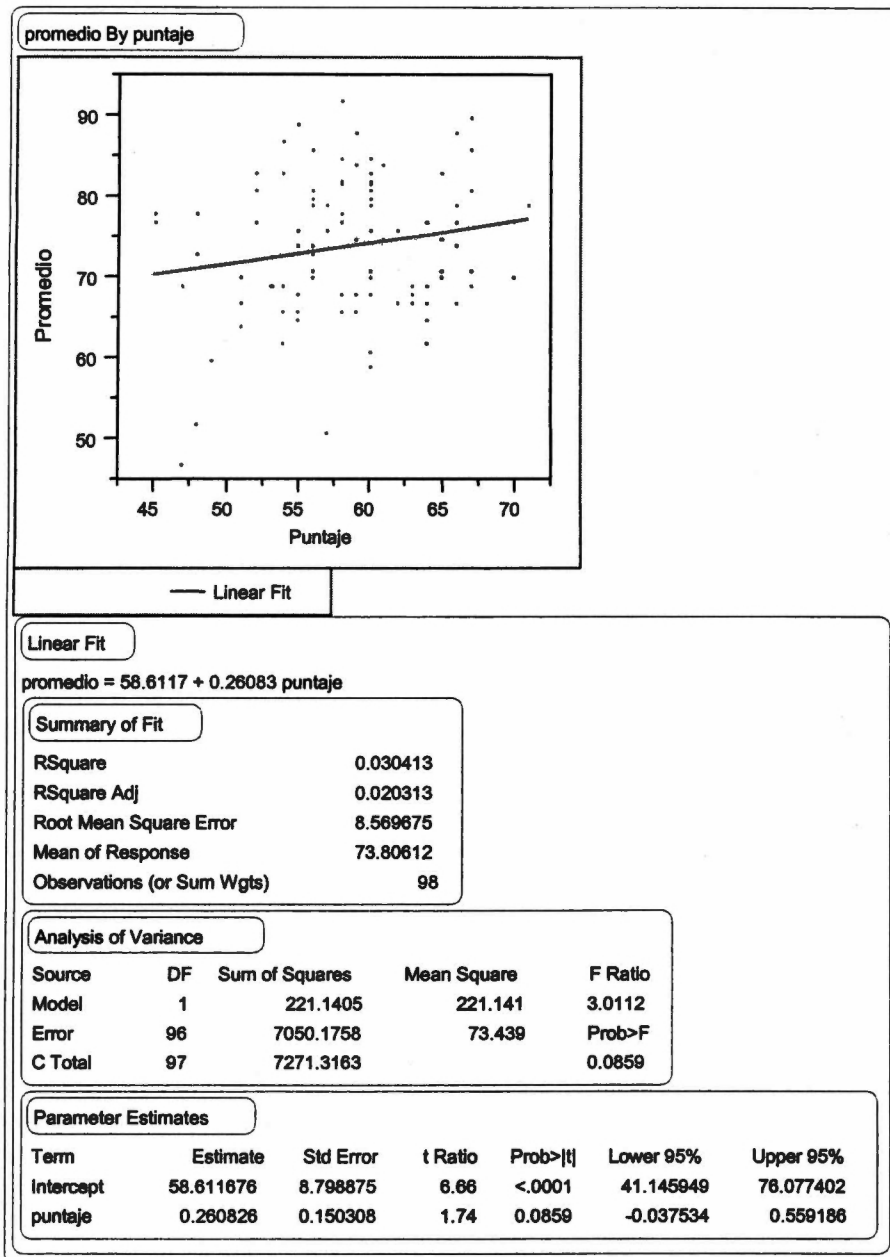 promedio By puntaje
90
80
70
60
50
Promedio
45 50 55 60 65 70
Puntaje
Linear Fit
Linear Fit
promedio = 58.6117 + 0.26083 puntaje
Summary of Fit
RSquare 0.030413
RSquare Adj 0.020313
Root Mean Square Error 8.569675
Mean of Response 73.80612
Observations (or Sum Wgts) 98
Analysis of Variance
Source DF Sum of Squares Mean Square F Ratio
Model 1 221.1405 221.141 3.0112
Error 96 7050.1758 73.439 Prob>F
C Total 97 7271.3163 0.0859
Parameter Estimates
Term Estimate Std Error t Ratio Prob>|t| Lower 95% Upper 95%
Intercept 58.611676 8.798875 6.66 <.0001 41.145949 76.077402
puntaje 0.260826 0.150308 1.74 0.0859 -0.037534 0.559186